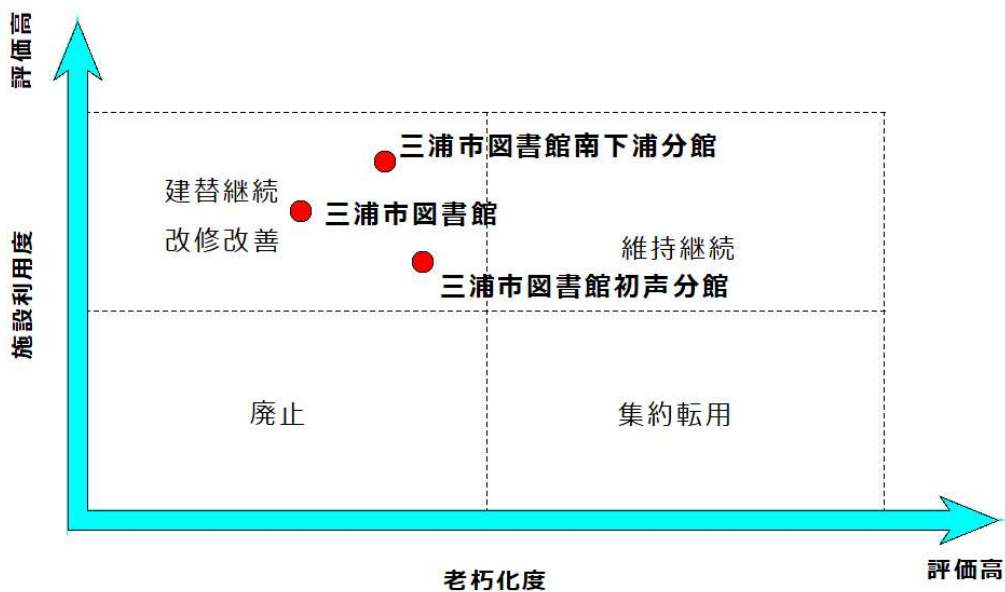 評価高
三浦市図書館南下浦分館
建替継続
三浦市図書館
改修改善
維持継続
三浦市図書館初声分館
施設利用度
廃止
集約転用
老朽化度
評価高